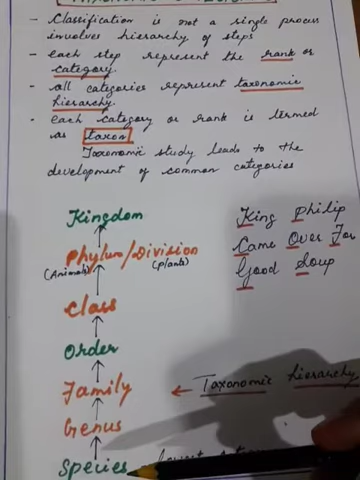 - Classification is not a single process
involves hierarchy of steps
- each step represent the rank or
category.
- all categories represent taxonomic
hierarchy.
- each category or rank is termed
as taxon
Taxonomic study leads to the
development of common categories
Kingdom
Phylum/Division
(Animals) (plants)
Class
Order
Family
Genus
Species
King Philip
Came Over For
Good Soup
← Taxonomic hierarchy
lowest